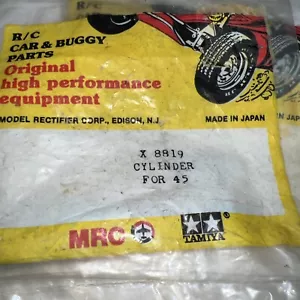 R/C
CAR & BUGGY
PARTS
Original
high performance
equipment
MODEL RECTIFIER CORP., EDISON, N.J.
MADE IN JAPAN
X 8819
CYLINDER
FOR 45
MRC
TAMIYA